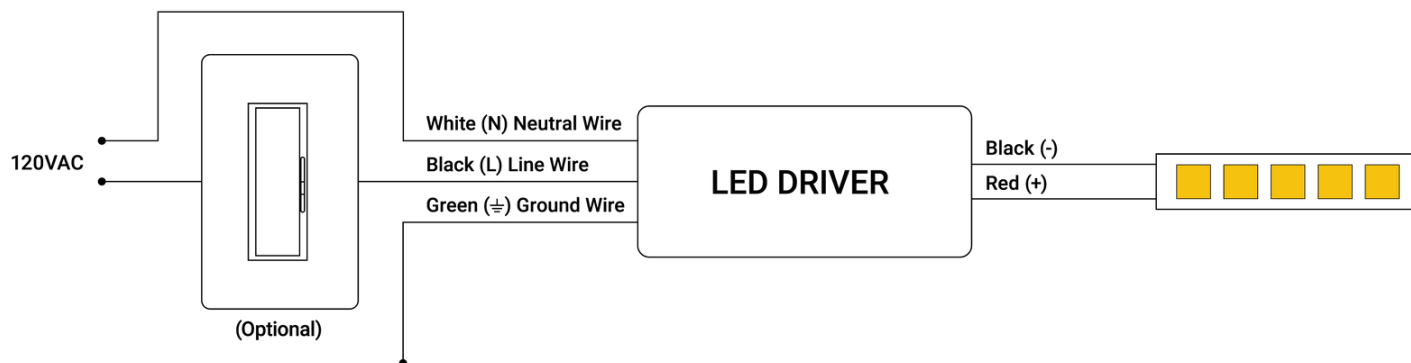 120VAC
(Optional)
White (N) Neutral Wire
Black (L) Line Wire
Green (⏚) Ground Wire
LED DRIVER
Black (-)
Red (+)